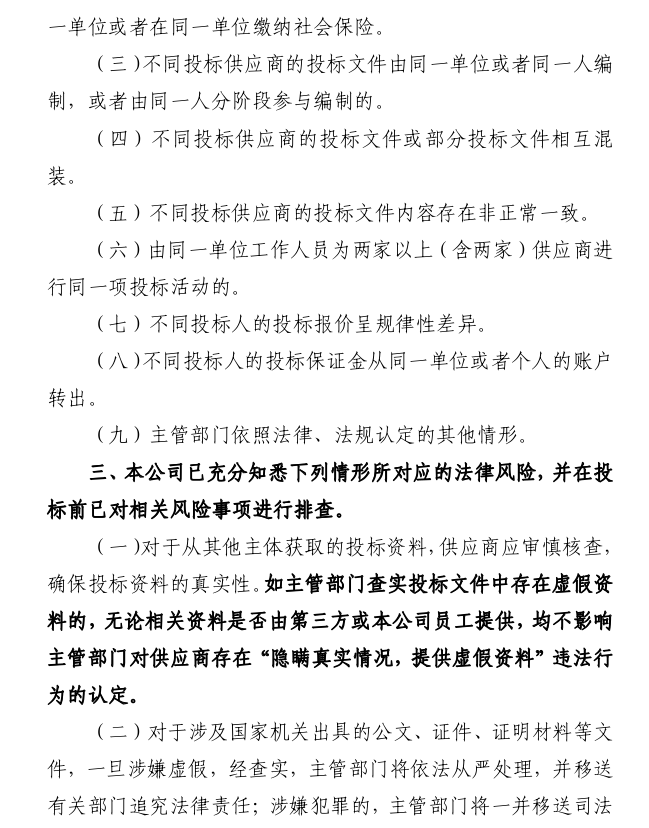 一单位或者在同一单位缴纳社会保险。
（三）不同投标供应商的投标文件由同一单位或者同一人编
制，或者由同一人分阶段参与编制的。
（四）不同投标供应商的投标文件或部分投标文件相互混
装。
（五）不同投标供应商的投标文件内容存在非正常一致。
（六）由同一单位工作人员为两家以上（含两家）供应商进
行同一项投标活动的。
（七）不同投标人的投标报价呈规律性差异。
（八）不同投标人的投标保证金从同一单位或者个人的账户
转出。
（九）主管部门依照法律、法规认定的其他情形。
三、本公司已充分知悉下列情形所对应的法律风险，并在投
标前已对相关风险事项进行排查。
（一）对于从其他主体获取的投标资料，供应商应审慎核查，
确保投标资料的真实性。如主管部门查实投标文件中存在虚假资
料的，无论相关资料是否由第三方或本公司员工提供，均不影响
主管部门对供应商存在“隐瞒真实情况，提供虚假资料”违法行
为的认定。
（二）对于涉及国家机关出具的公文、证件、证明材料等文
件，一旦涉嫌虚假，经查实，主管部门将依法从严处理，并移送
有关部门追究法律责任；涉嫌犯罪的，主管部门将一并移送司法